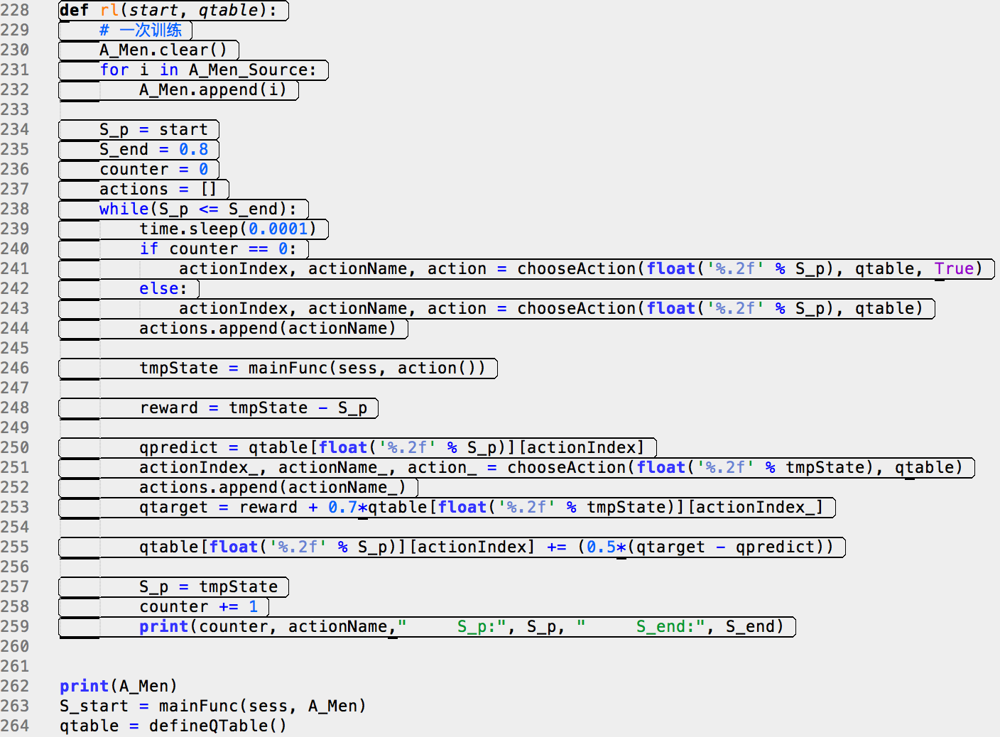 228 def rl(start, qtable):
229     # 一次训练
230     A_Men.clear()
231     for i in A_Men_Source:
232         A_Men.append(i)
233
234     S_p = start
235     S_end = 0.8
236     counter = 0
237     actions = []
238     while(S_p <= S_end):
239         time.sleep(0.0001)
240         if counter == 0:
241             actionIndex, actionName, action = chooseAction(float('%.2f' % S_p), qtable, True)
242         else:
243             actionIndex, actionName, action = chooseAction(float('%.2f' % S_p), qtable)
244         actions.append(actionName)
245
246         tmpState = mainFunc(sess, action())
247
248         reward = tmpState - S_p
249
250         qpredict = qtable[float('%.2f' % S_p)][actionIndex]
251         actionIndex_, actionName_, action_ = chooseAction(float('%.2f' % tmpState), qtable)
252         actions.append(actionName_)
253         qtarget = reward + 0.7*qtable[float('%.2f' % tmpState)][actionIndex_]
254
255         qtable[float('%.2f' % S_p)][actionIndex] += (0.5*(qtarget - qpredict))
256
257         S_p = tmpState
258         counter += 1
259         print(counter, actionName,"     S_p:", S_p, "     S_end:", S_end)
260
261
262 print(A_Men)
263 S_start = mainFunc(sess, A_Men)
264 qtable = defineQTable()